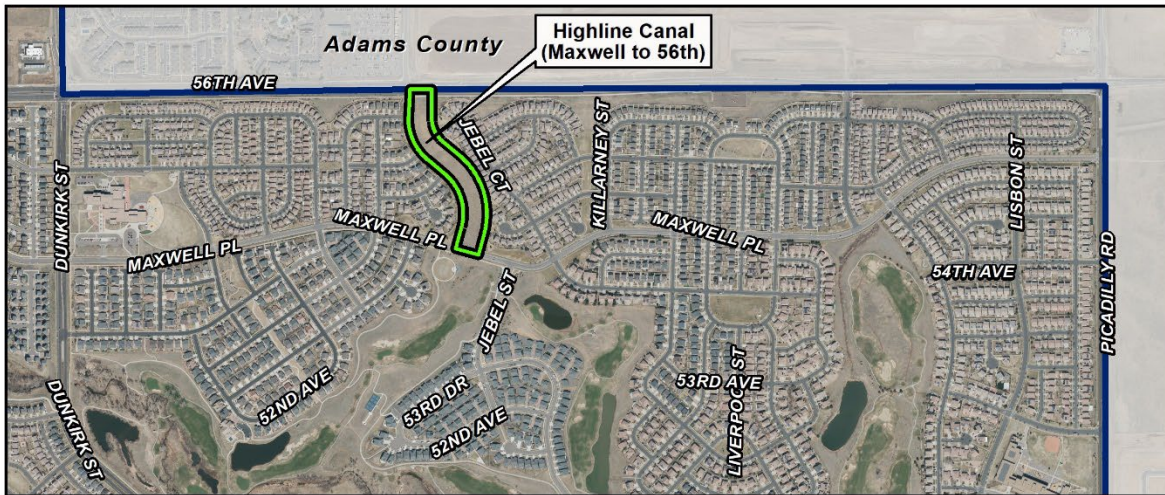 Adams County
Highline Canal
(Maxwell to 56th)
56TH AVE
DUNKIRK ST
JEBEL CT
KILLARNEY ST
LISBON ST
MAXWELL PL
MAXWELL PL
MAXWELL PL
54TH AVE
PICADILLY RD
JEBEL ST
52ND AVE
53RD DR
52ND AVE
53RD AVE
LIVERPOOL ST
DUNKIRK ST